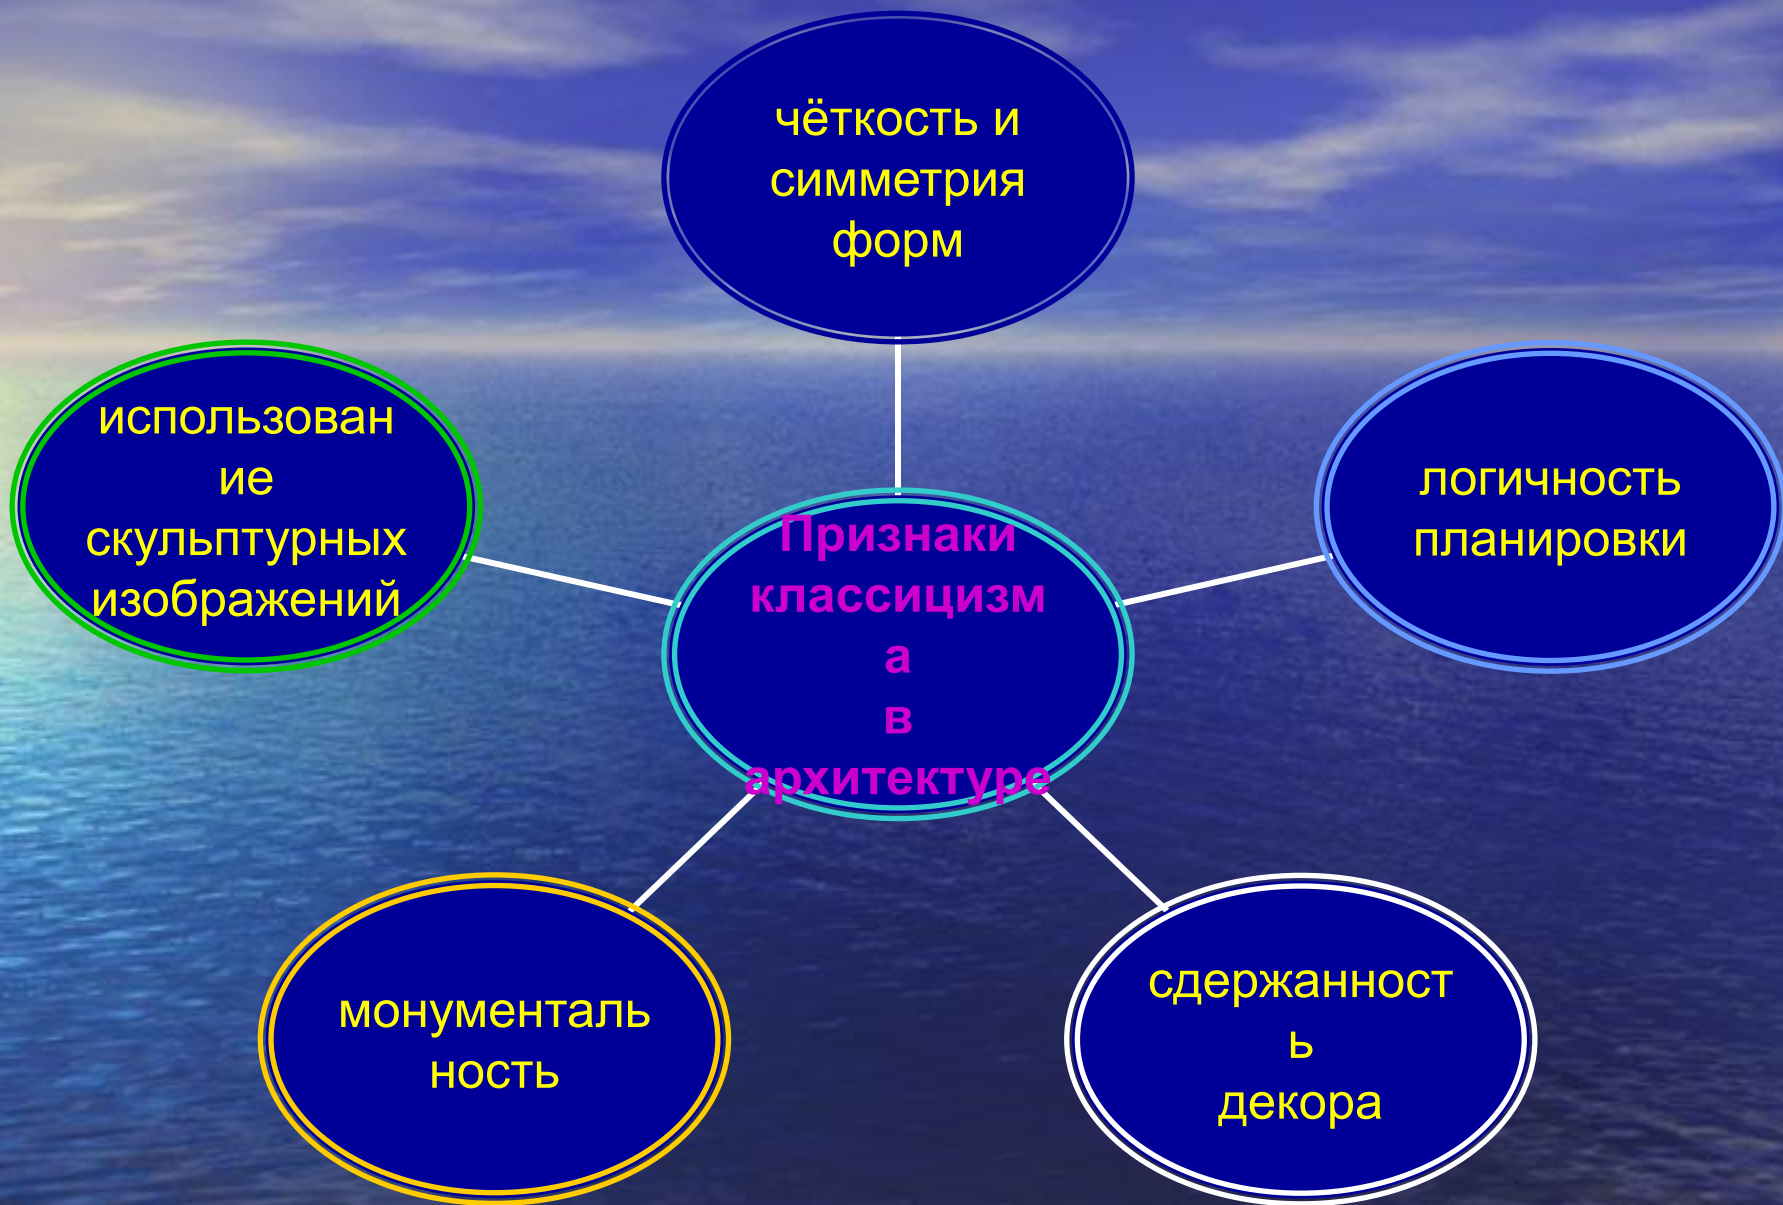 чёткость и
симметрия
форм
использован
ие
скульптурных
изображений
логичность
планировки
Признаки
классицизм
а
в
архитектуре
монументаль
ность
сдержанност
ь
декора